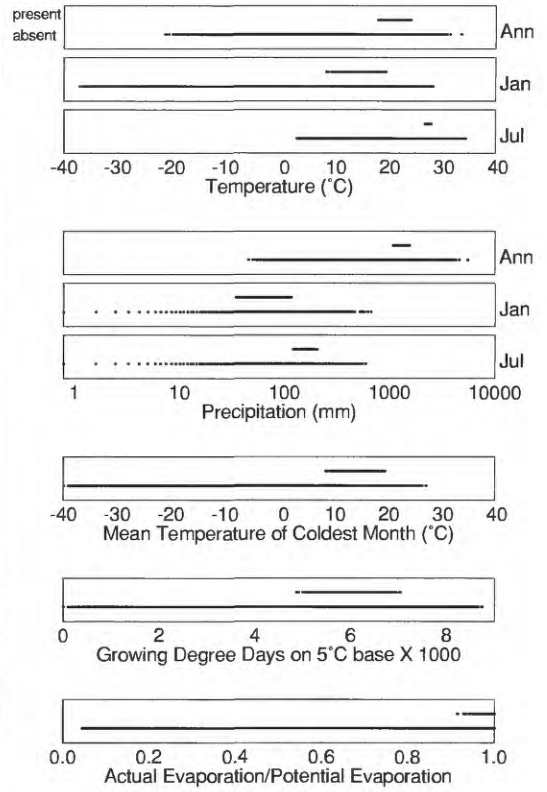 present
absent
Ann
Jan
Jul
-40 -30 -20 -10 0 10 20 30 40
Temperature (°C)
Ann
Jan
Jul
1 10 100 1000 10000
Precipitation (mm)
-40 -30 -20 -10 0 10 20 30 40
Mean Temperature of Coldest Month (°C)
0 2 4 6 8
Growing Degree Days on 5°C base X 1000
0.0 0.2 0.4 0.6 0.8 1.0
Actual Evaporation/Potential Evaporation